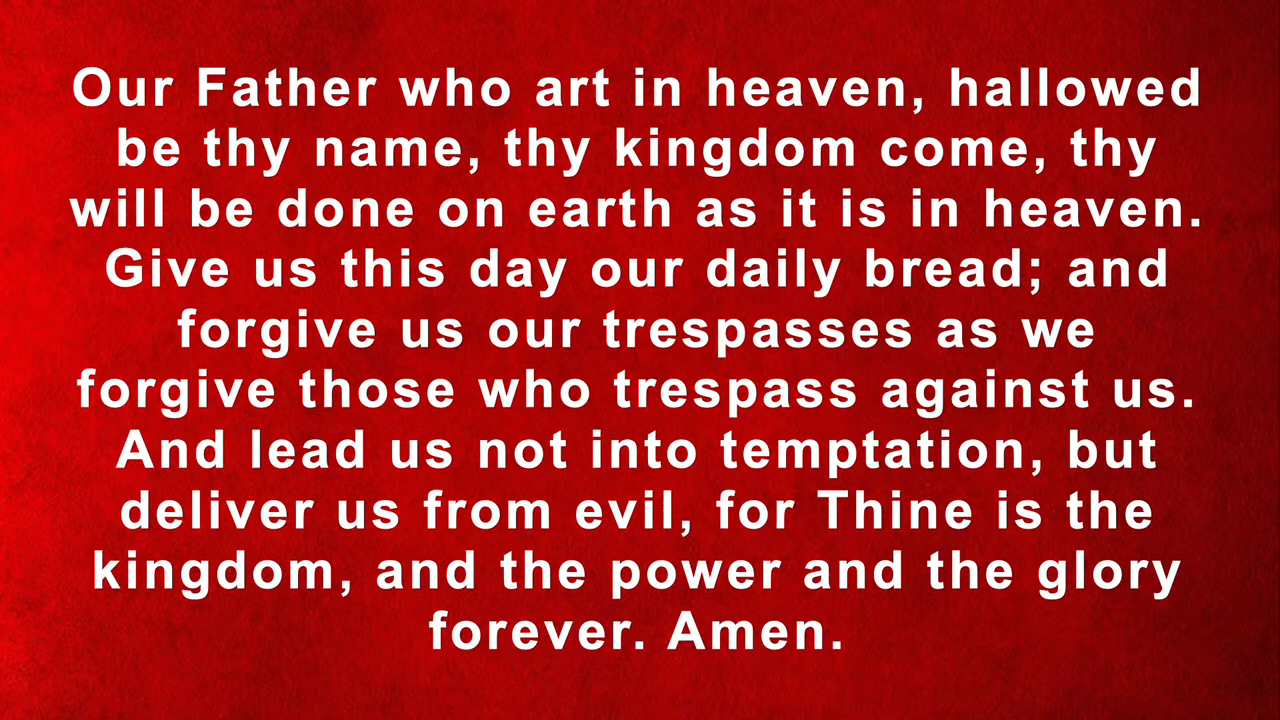 Our Father who art in heaven, hallowed
be thy name, thy kingdom come, thy
will be done on earth as it is in heaven.
Give us this day our daily bread; and
forgive us our trespasses as we
forgive those who trespass against us.
And lead us not into temptation, but
deliver us from evil, for Thine is the
kingdom, and the power and the glory
forever. Amen.